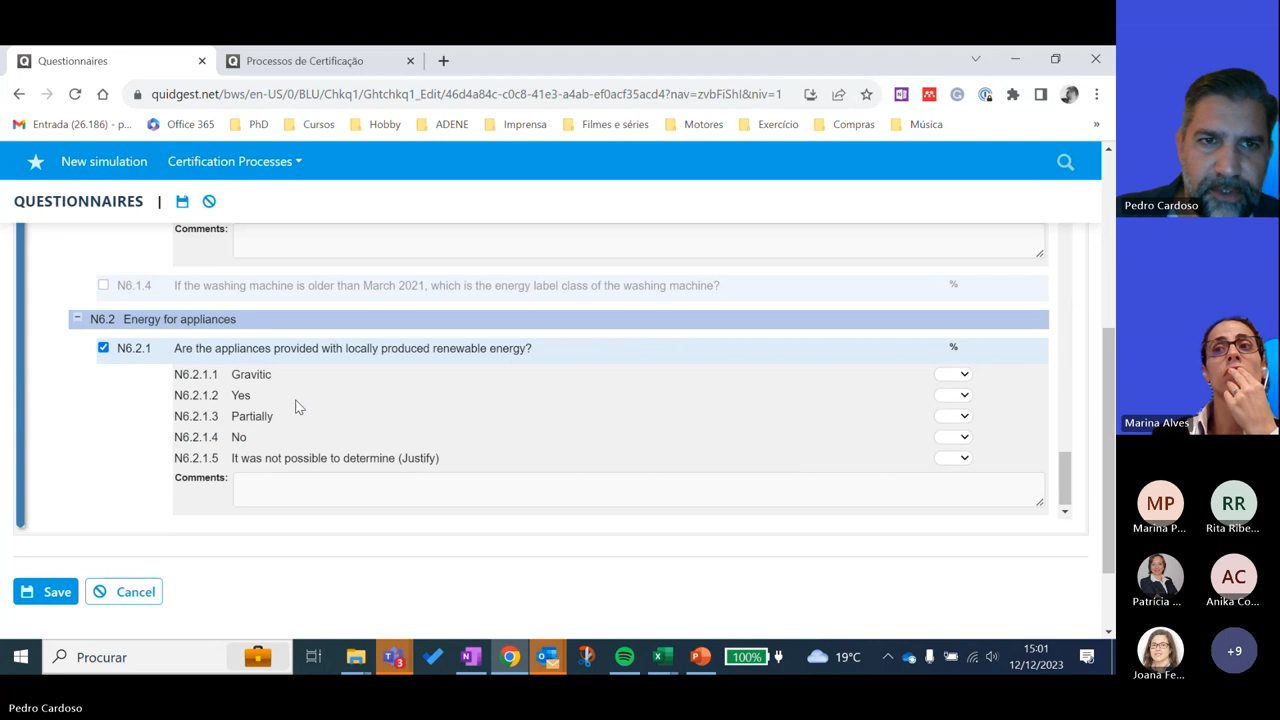 Questionnaires
Processos de Certificação
quidgest.net/bws/en-US/0/BLU/Chkq1/Ghtchkq1_Edit/46d4a84c-c0c8-41e3-a4ab-ef0acf35acd4?nav=zvbFiShI&niv=1
Entrada (26.186) - p...
Office 365
PhD
Cursos
Hobby
ADENE
Imprensa
Filmes e séries
Motores
Exercício
Compras
Música
»
New simulation
Certification Processes
QUESTIONNAIRES |
Comments:
N6.1.4 If the washing machine is older than March 2021, which is the energy label class of the washing machine? %
N6.2 Energy for appliances
N6.2.1 Are the appliances provided with locally produced renewable energy? %
N6.2.1.1 Gravitic
N6.2.1.2 Yes
N6.2.1.3 Partially
N6.2.1.4 No
N6.2.1.5 It was not possible to determine (Justify)
Comments:
Save
Cancel
Procurar
3
100%
19°C
15:01
12/12/2023
Pedro Cardoso
Marina Alves
MP
Marina P...
RR
Rita Ribe...
Patrícia ...
AC
Anika Co...
Joana Fe...
+9
Pedro Cardoso